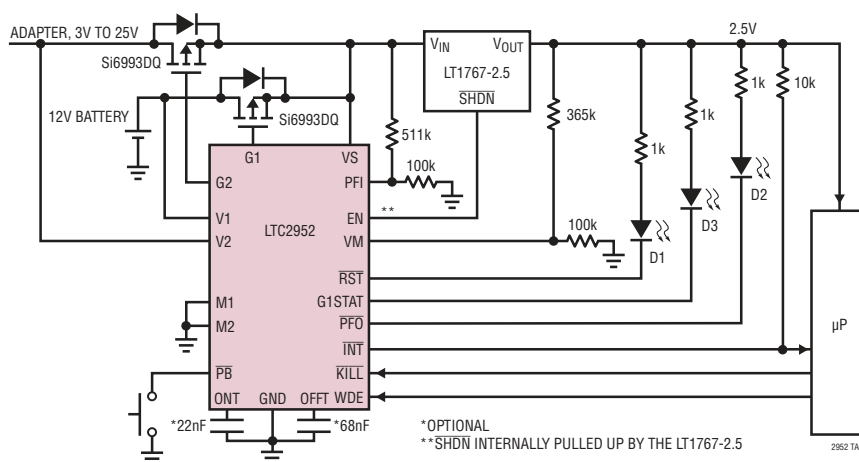 ADAPTER, 3V TO 25V
Si6993DQ
12V BATTERY
Si6993DQ
VIN
VOUT
LT1767-2.5
SHDN
2.5V
511k
100k
365k
100k
1k
D1
1k
D3
1k
D2
10k
G1
VS
G2
PFI
EN
**
V1
V2
LTC2952
VM
RST
G1STAT
M1
M2
PFO
INT
PB
KILL
ONT
GND
OFFT
WDE
µP
*22nF
*68nF
*OPTIONAL
**SHDN INTERNALLY PULLED UP BY THE LT1767-2.5
2952 TA